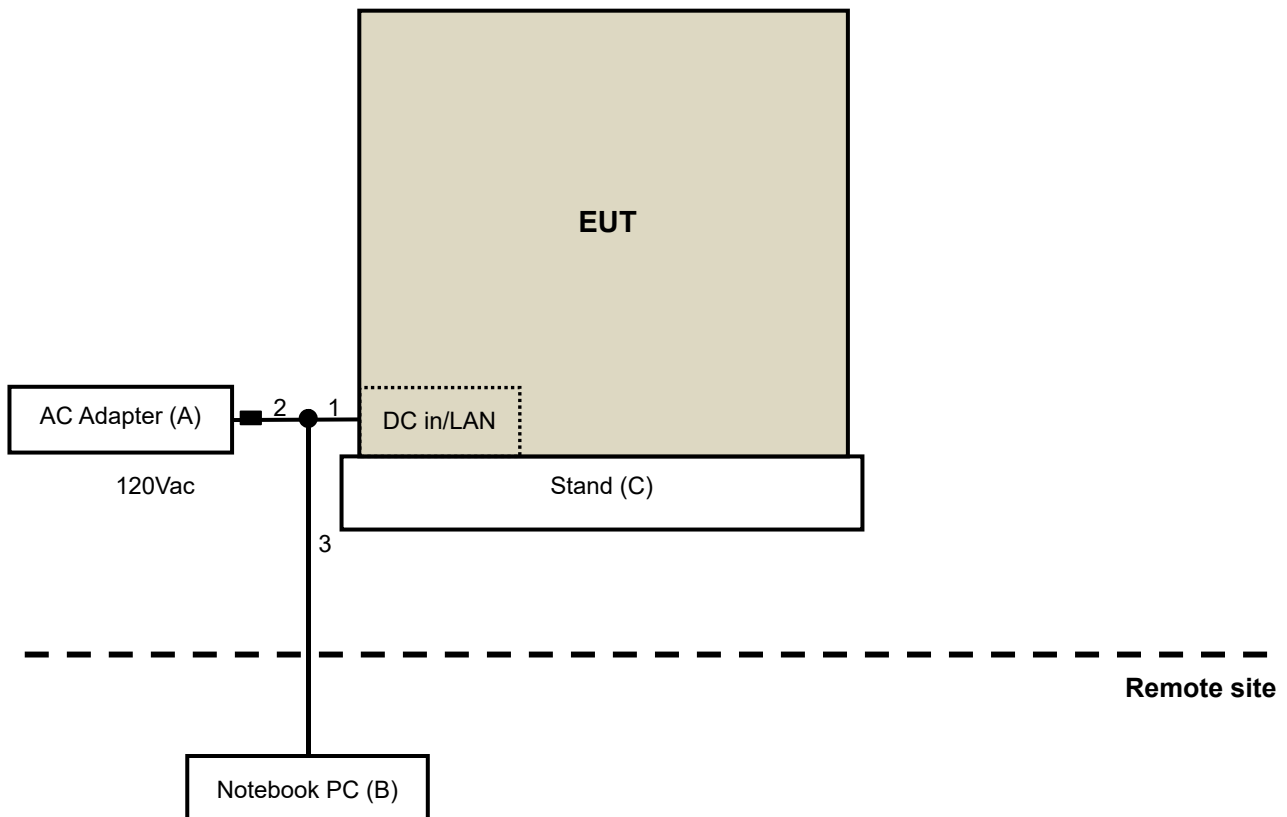 EUT
AC Adapter (A)
2
1
DC in/LAN
120Vac
Stand (C)
3
Remote site
Notebook PC (B)